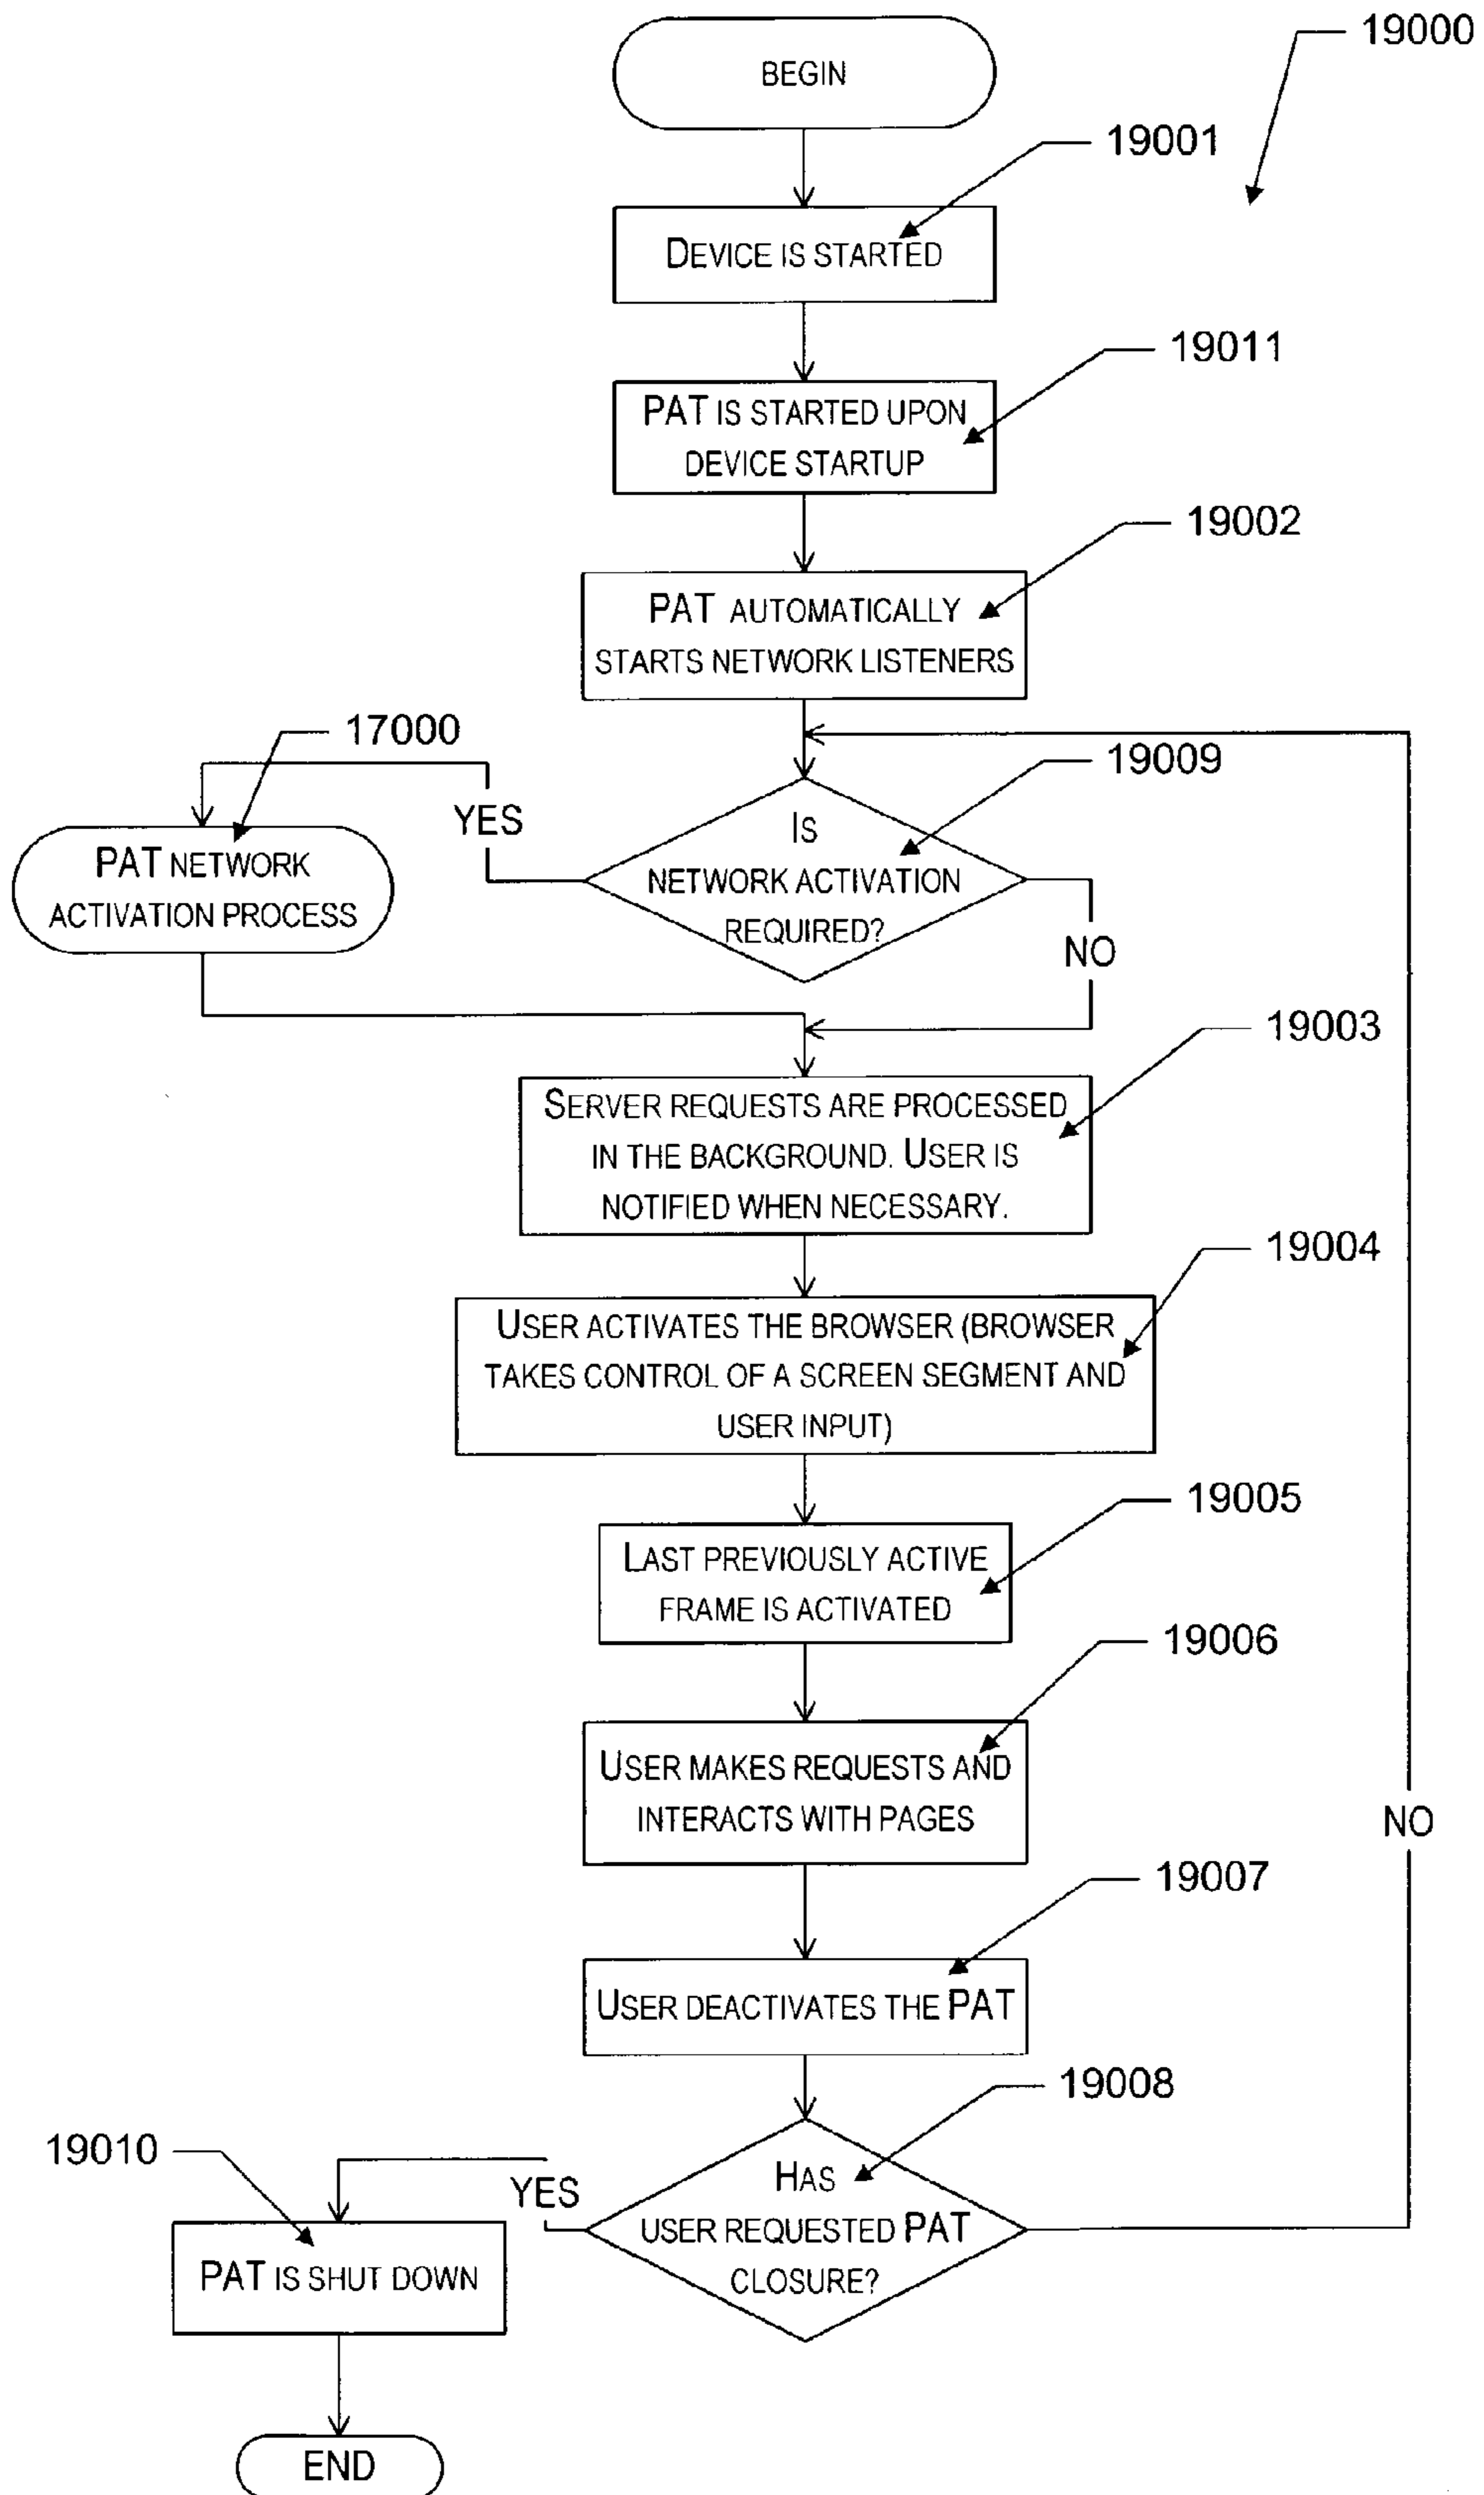 19000
BEGIN
19001
DEVICE IS STARTED
19011
PAT IS STARTED UPON
DEVICE STARTUP
19002
PAT AUTOMATICALLY
STARTS NETWORK LISTENERS
17000
19009
YES
IS
NETWORK ACTIVATION
REQUIRED?
PAT NETWORK
ACTIVATION PROCESS
NO
19003
SERVER REQUESTS ARE PROCESSED
IN THE BACKGROUND. USER IS
NOTIFIED WHEN NECESSARY.
19004
USER ACTIVATES THE BROWSER (BROWSER
TAKES CONTROL OF A SCREEN SEGMENT AND
USER INPUT)
19005
LAST PREVIOUSLY ACTIVE
FRAME IS ACTIVATED
19006
USER MAKES REQUESTS AND
INTERACTS WITH PAGES
NO
19007
USER DEACTIVATES THE PAT
19008
19010
YES
HAS
USER REQUESTED PAT
CLOSURE?
PAT IS SHUT DOWN
END